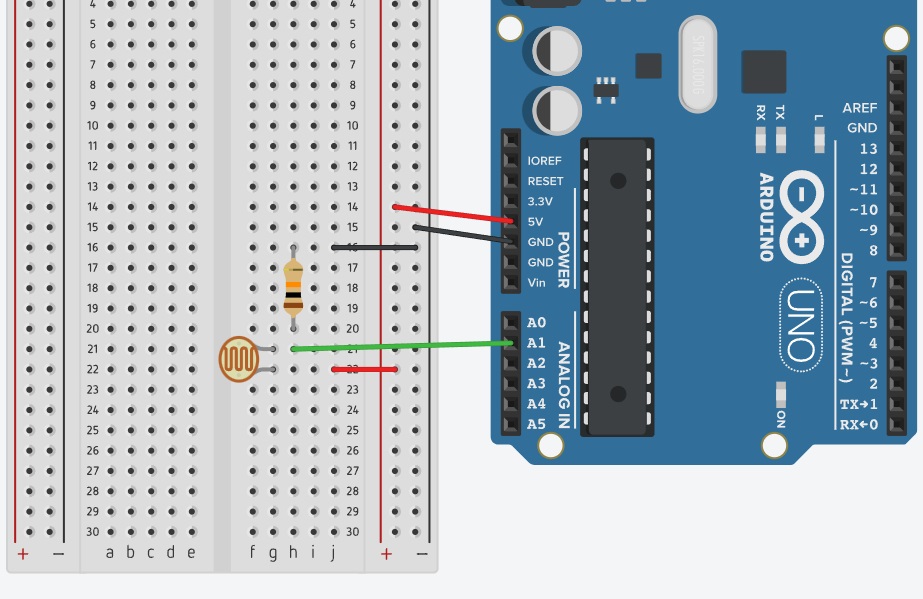 4 4
5 5
6 6
7 7
8 8
9 9
10 10
11 11
12 12
13 13
14 14
15 15
16 16
17 17
18 18
19 19
20 20
21 21
22 22
23 23
24 24
25 25
26 26
27 27
28 28
29 29
30 30
+ − a b c d e f g h i j + −
SPK16.000G
RX TX L
AREF
GND
13
12
~11
~10
~9
8
7
~6
~5
4
~3
2
TX→1
RX←0
DIGITAL (PWM~)
IOREF
RESET
3.3V
5V
GND
GND
Vin
POWER
A0
A1
A2
A3
A4
A5
ANALOG IN
ARDUINO
UNO
ON